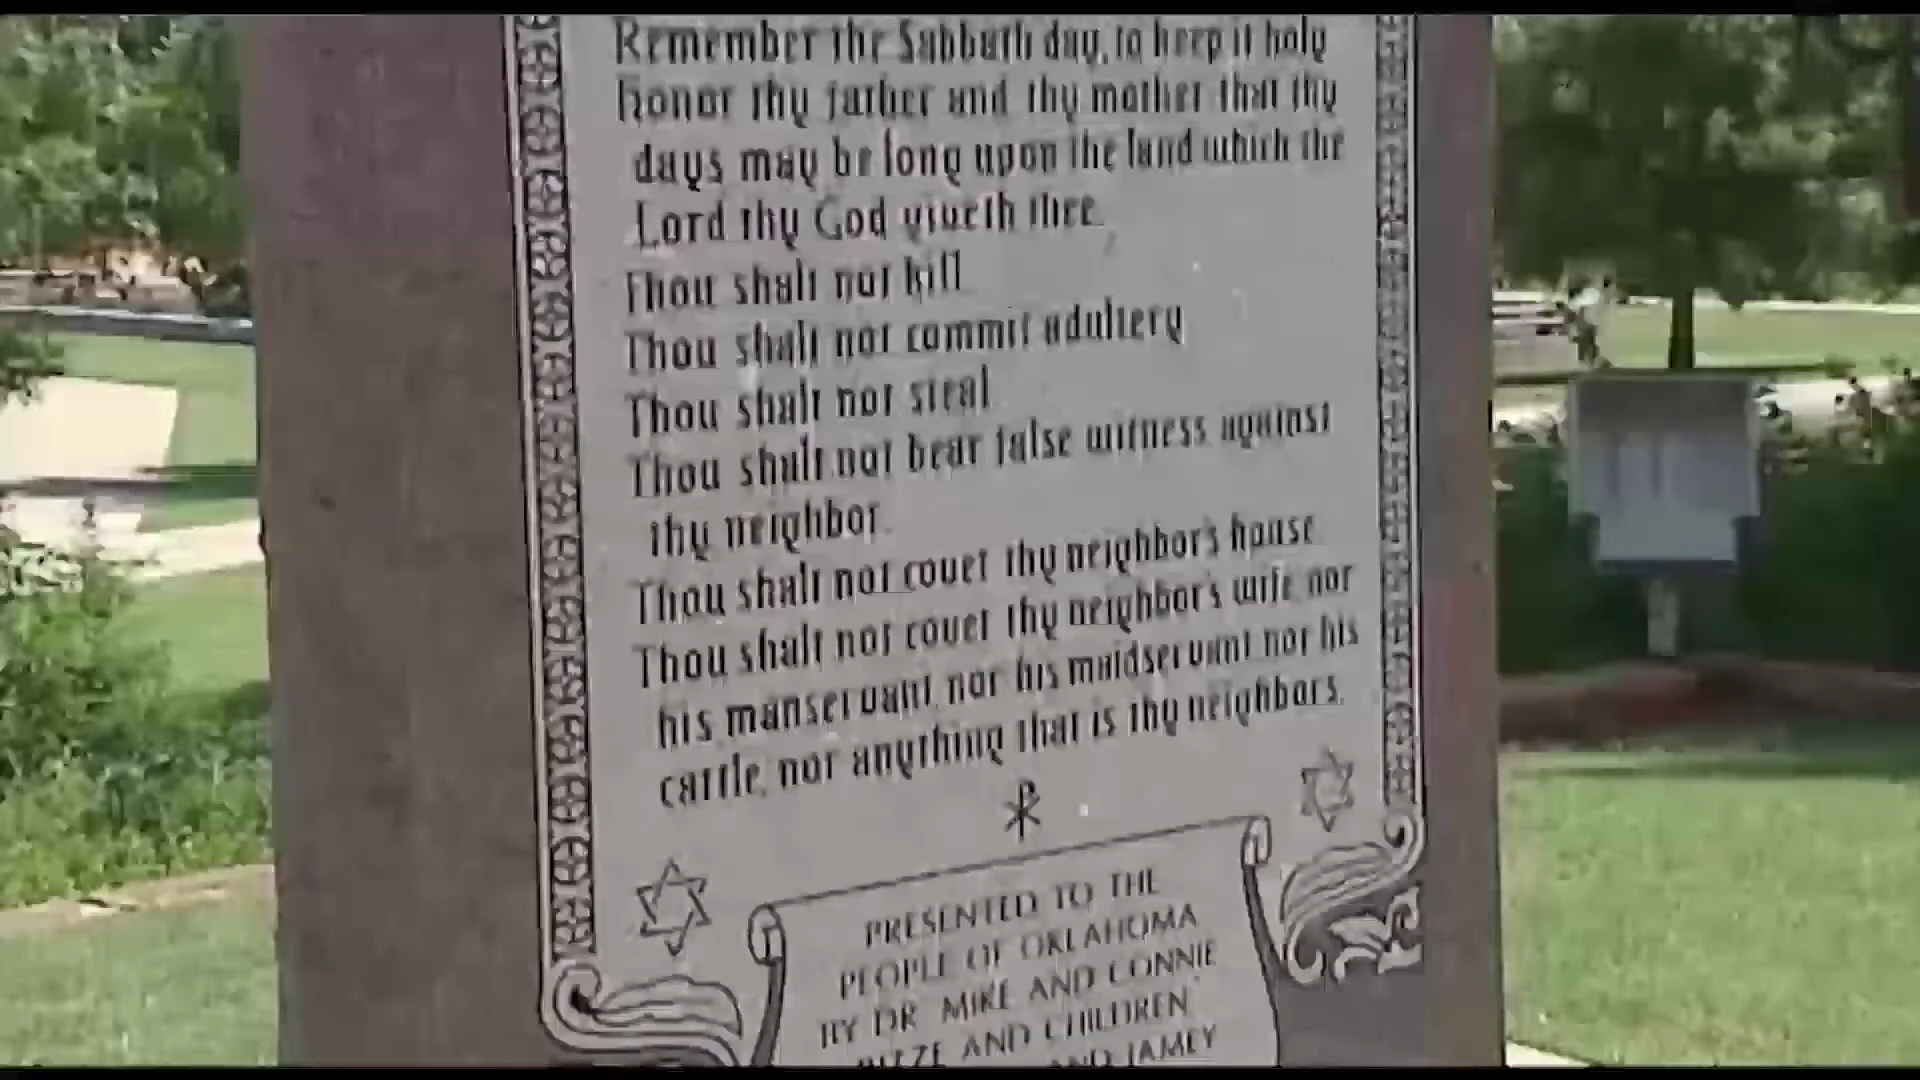 Remember the Sabbath day, to keep it holy
Honor thy father and thy mother that thy
days may be long upon the land which the
Lord thy God giveth thee.
Thou shalt not kill
Thou shalt not commit adultery
Thou shalt not steal
Thou shalt not bear false witness against
thy neighbor.
Thou shalt not covet thy neighbor's house
Thou shalt not covet thy neighbor's wife nor
his manservant, nor his maidservant nor his
cattle, nor anything that is thy neighbors.
PRESENTED TO THE
PEOPLE OF OKLAHOMA
BY DR MIKE AND CONNIE
AND CHILDREN
AND JAMEY